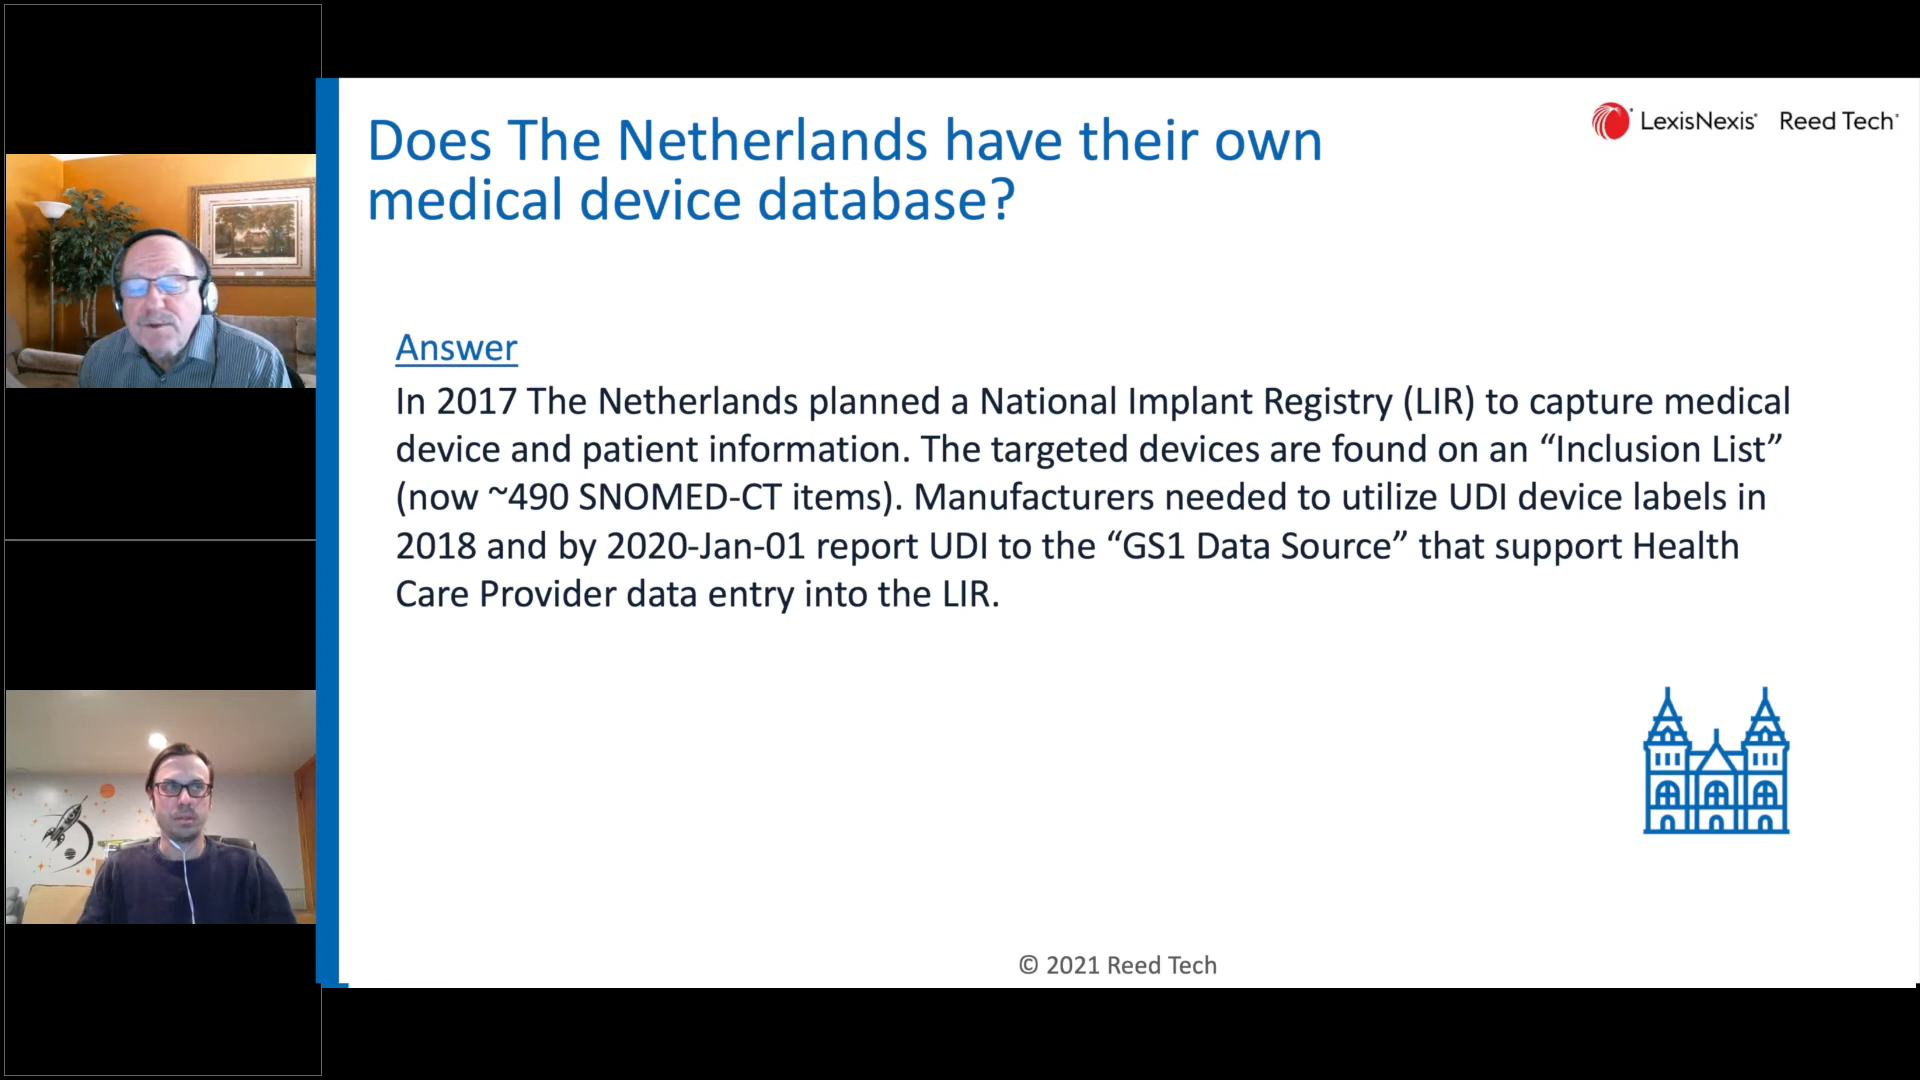 Does The Netherlands have their own
medical device database?
LexisNexis® Reed Tech®
Answer
In 2017 The Netherlands planned a National Implant Registry (LIR) to capture medical
device and patient information. The targeted devices are found on an “Inclusion List”
(now ~490 SNOMED-CT items). Manufacturers needed to utilize UDI device labels in
2018 and by 2020-Jan-01 report UDI to the “GS1 Data Source” that support Health
Care Provider data entry into the LIR.
© 2021 Reed Tech